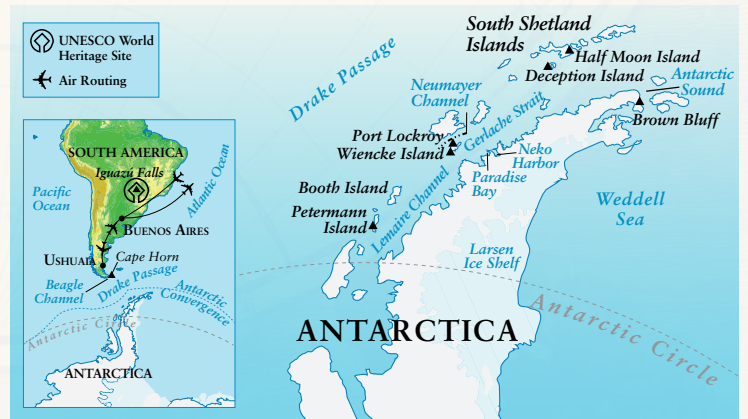 UNESCO World
Heritage Site
Air Routing
SOUTH AMERICA
Iguazú Falls
Pacific
Ocean
Atlantic Ocean
BUENOS AIRES
USHUAIA
Cape Horn
Beagle
Channel
Drake Passage
Antarctic
Convergence
Antarctic Circle
ANTARCTICA
Drake Passage
South Shetland
Islands
Half Moon Island
Deception Island
Antarctic
Sound
Brown Bluff
Neumayer
Channel
Gerlache Strait
Port Lockroy
Wiencke Island
Neko
Harbor
Paradise
Bay
Booth Island
Lemaire Channel
Petermann
Island
Weddell
Sea
Larsen
Ice Shelf
Antarctic Circle
ANTARCTICA